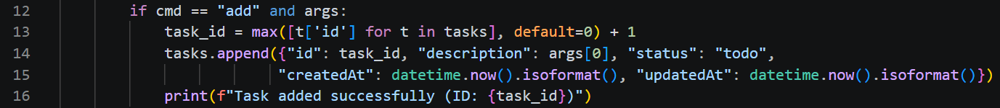 12 if cmd == "add" and args:
13 task_id = max([t['id'] for t in tasks], default=0) + 1
14 tasks.append({"id": task_id, "description": args[0], "status": "todo",
15 "createdAt": datetime.now().isoformat(), "updatedAt": datetime.now().isoformat()})
16 print(f"Task added successfully (ID: {task_id})")